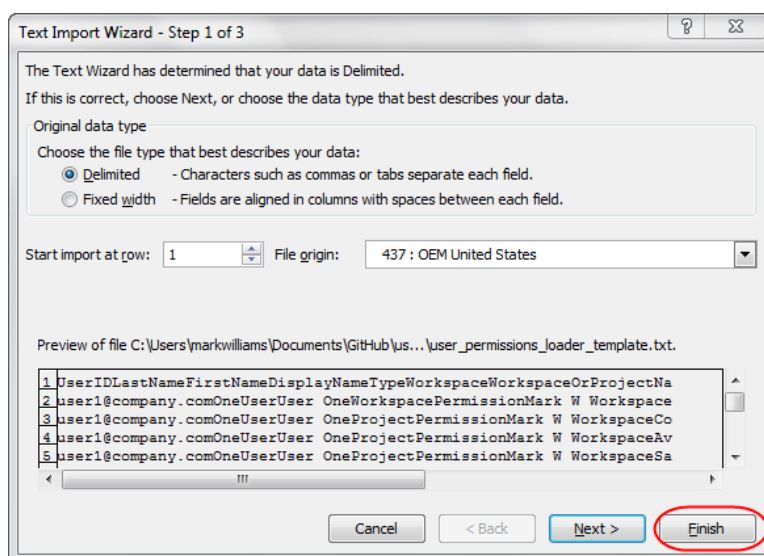 Text Import Wizard - Step 1 of 3
The Text Wizard has determined that your data is Delimited.
If this is correct, choose Next, or choose the data type that best describes your data.
Original data type
Choose the file type that best describes your data:
Delimited - Characters such as commas or tabs separate each field.
Fixed width - Fields are aligned in columns with spaces between each field.
Start import at row: 1 File origin: 437 : OEM United States
Preview of file C:\Users\markwilliams\Documents\GitHub\us...\user_permissions_loader_template.txt.
1 UserIDLastNameFirstNameDisplayNameTypeWorkspaceWorkspaceOrProjectNa
2 user1@company.comOneUserUser OneWorkspacePermissionMark W Workspace
3 user1@company.comOneUserUser OneProjectPermissionMark W WorkspaceCo
4 user1@company.comOneUserUser OneProjectPermissionMark W WorkspaceAv
5 user1@company.comOneUserUser OneProjectPermissionMark W WorkspaceSa
Cancel < Back Next > Finish